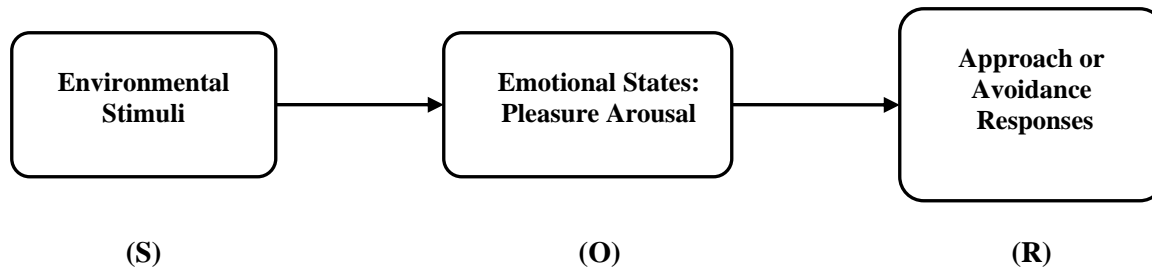 Environmental
Stimuli
Emotional States:
Pleasure Arousal
Approach or
Avoidance
Responses
(S)
(O)
(R)